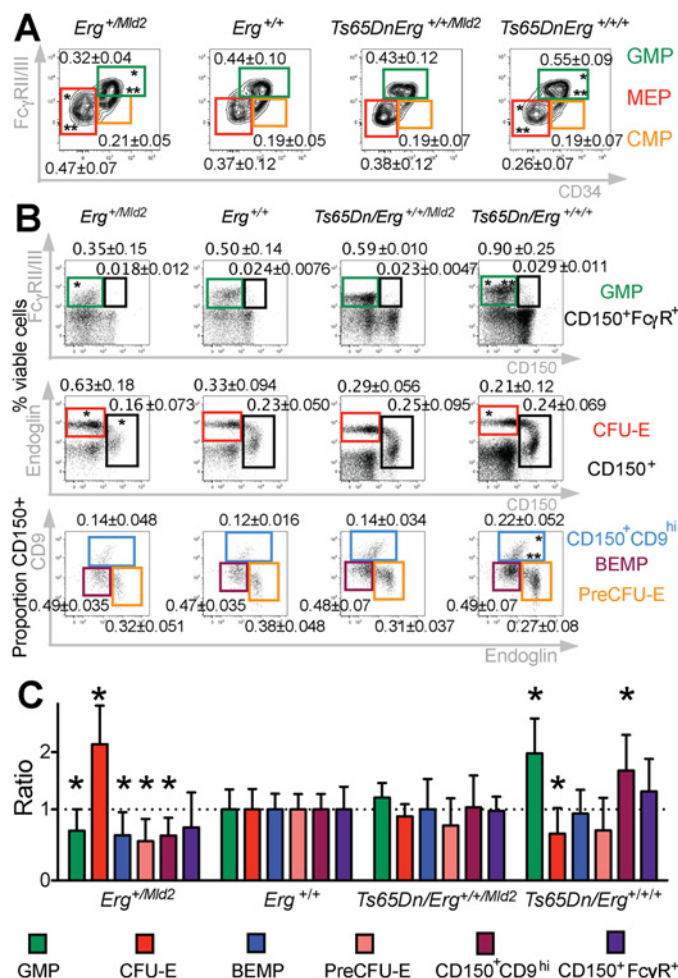 A
Erg+/Mld2 Erg+/+ Ts65DnErg+/+/Mld2 Ts65DnErg+/+/+
0.32±0.04 0.44±0.10 0.43±0.12 0.55±0.09 GMP
FcγRII/III * ** * ** * ** MEP
CMP
0.21±0.05 0.19±0.05 0.19±0.07 0.19±0.07
0.47±0.07 0.37±0.12 0.38±0.12 0.26±0.07
CD34
B
Erg+/Mld2 Erg+/+ Ts65Dn/Erg+/+/Mld2 Ts65Dn/Erg+/+/+
0.35±0.15 0.50±0.14 0.59±0.010 0.90±0.25
0.018±0.012 0.024±0.0076 0.023±0.0047 0.029±0.011
FcγRII/III * * ** GMP
CD150+FcγR+
CD150
% viable cells
0.63±0.18 0.33±0.094 0.29±0.056 0.21±0.12
0.16±0.073 0.23±0.050 0.25±0.095 0.24±0.069
Endoglin * * * CFU-E
CD150+
CD150
Proportion CD150+
0.14±0.048 0.12±0.016 0.14±0.034 0.22±0.052
CD9 * ** CD150+CD9hi
BEMP
PreCFU-E
0.49±0.035 0.47±0.035 0.48±0.07 0.49±0.07
0.32±0.051 0.38±0.048 0.31±0.037 0.27±0.08
Endoglin
C
* * * * * * * *
Ratio
2
1
0
Erg+/Mld2 Erg+/+ Ts65Dn/Erg+/+/Mld2 Ts65Dn/Erg+/+/+
GMP CFU-E BEMP PreCFU-E CD150+CD9hi CD150+FcγR+